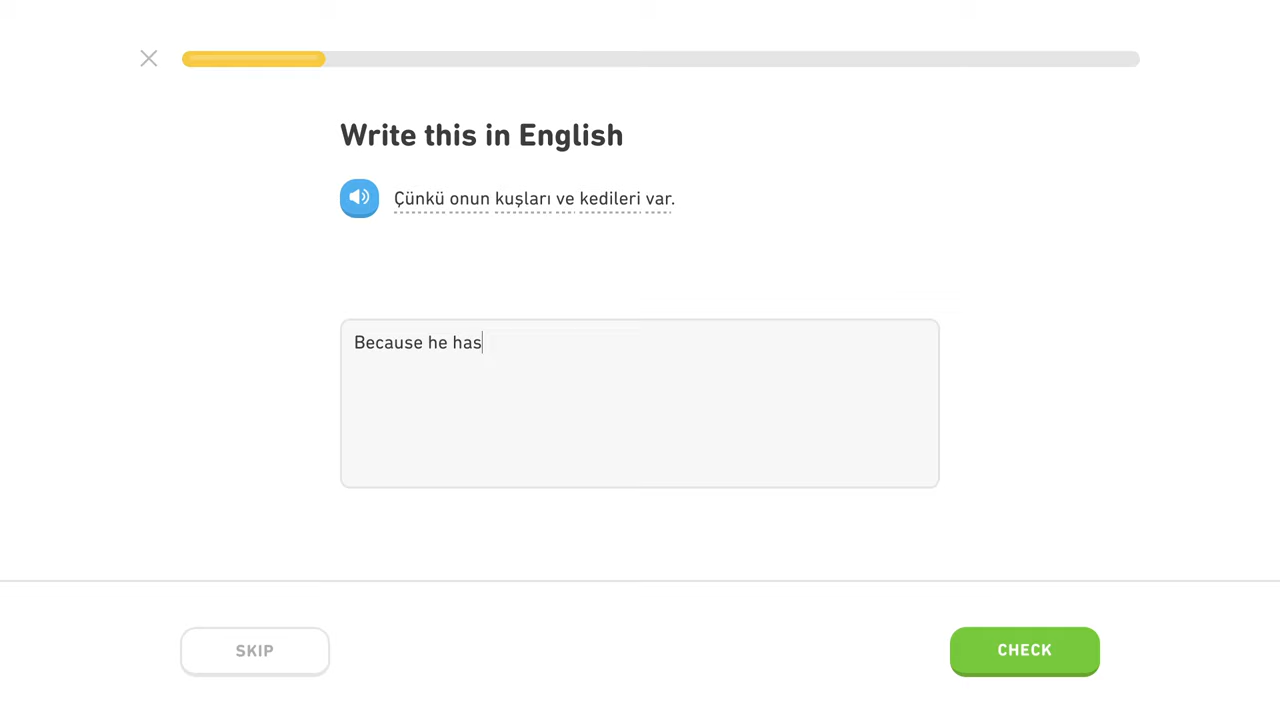 Write this in English
Çünkü onun kuşları ve kedileri var.
Because he has
SKIP
CHECK